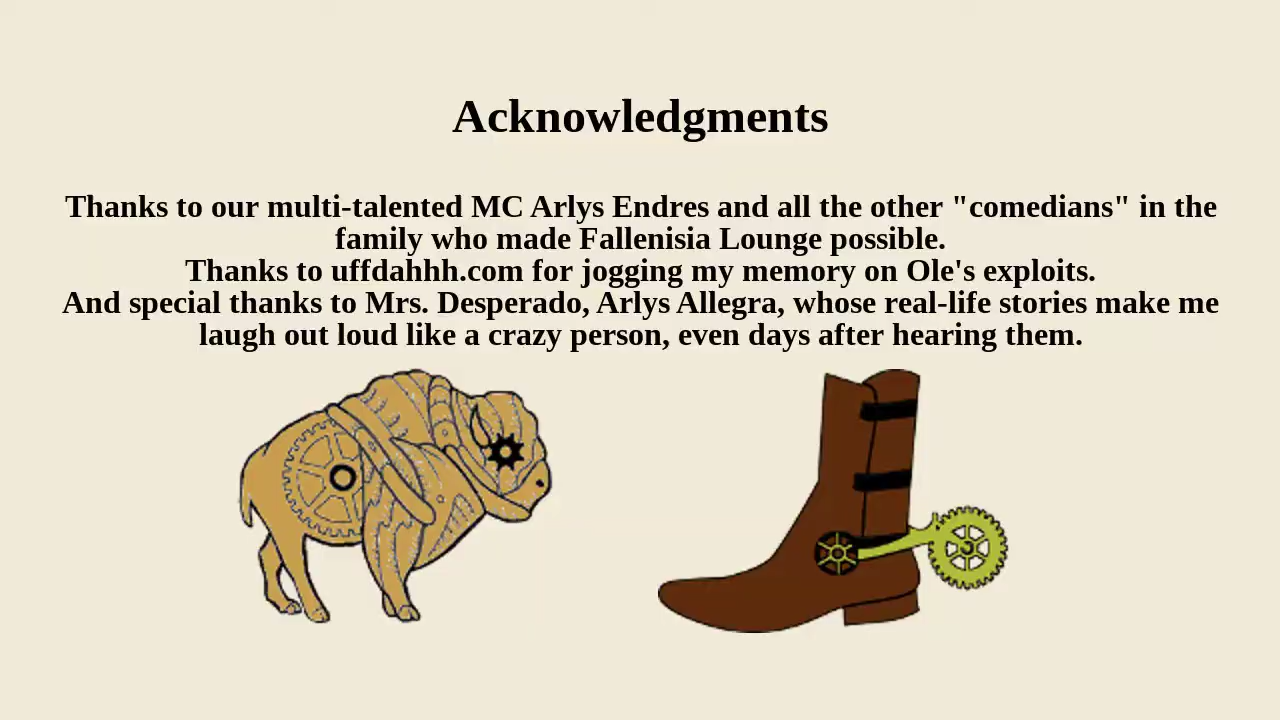 Acknowledgments
Thanks to our multi-talented MC Arlys Endres and all the other "comedians" in the
family who made Fallenisia Lounge possible.
Thanks to uffdahhh.com for jogging my memory on Ole's exploits.
And special thanks to Mrs. Desperado, Arlys Allegra, whose real-life stories make me
laugh out loud like a crazy person, even days after hearing them.